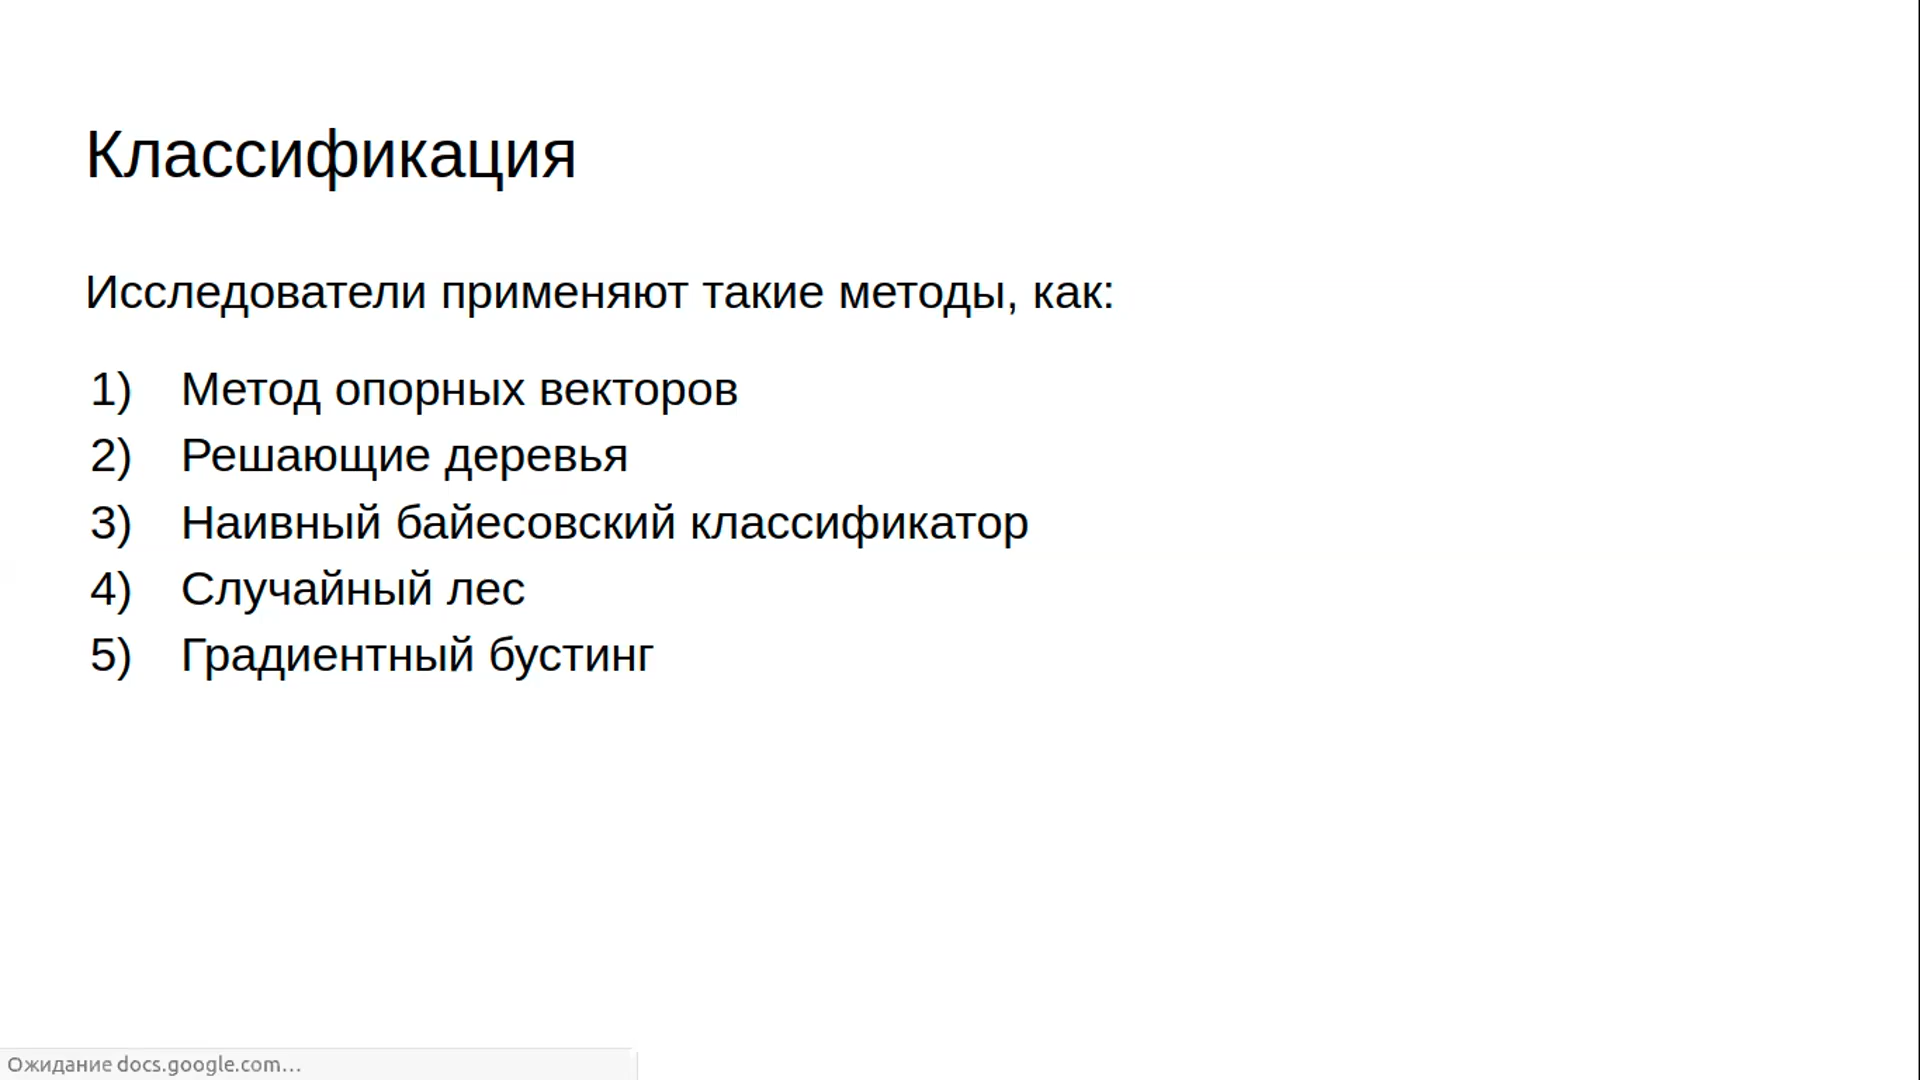 Классификация
Исследователи применяют такие методы, как:
1) Метод опорных векторов
2) Решающие деревья
3) Наивный байесовский классификатор
4) Случайный лес
5) Градиентный бустинг
Ожидание docs.google.com...